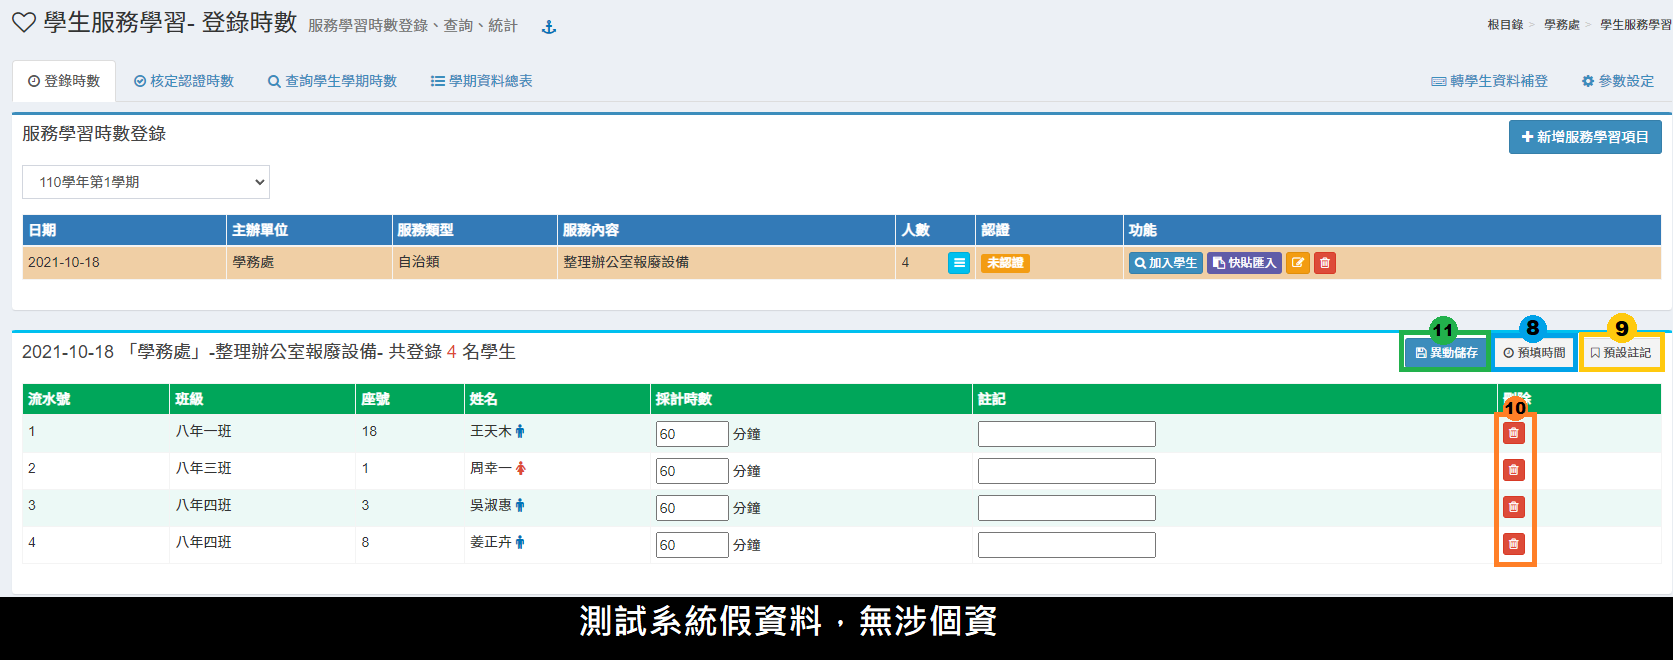 學生服務學習- 登錄時數 服務學習時數登錄、查詢、統計
根目錄 > 學務處 > 學生服務學習
登錄時數 核定認證時數 查詢學生學期時數 學期資料總表 轉學生資料補登 參數設定
服務學習時數登錄
新增服務學習項目
110學年第1學期
日期 主辦單位 服務類型 服務內容 人數 認證 功能
2021-10-18 學務處 自治類 整理辦公室報廢設備 4 未認證 加入學生 快貼匯入
11 8 9
2021-10-18 「學務處」-整理辦公室報廢設備- 共登錄 4 名學生 異動儲存 預填時間 預設註記
流水號 班級 座號 姓名 採計時數 註記
10
1 八年一班 18 王天木 60 分鐘
2 八年三班 1 周幸一 60 分鐘
3 八年四班 3 吳淑惠 60 分鐘
4 八年四班 8 姜正卉 60 分鐘
測試系統假資料，無涉個資